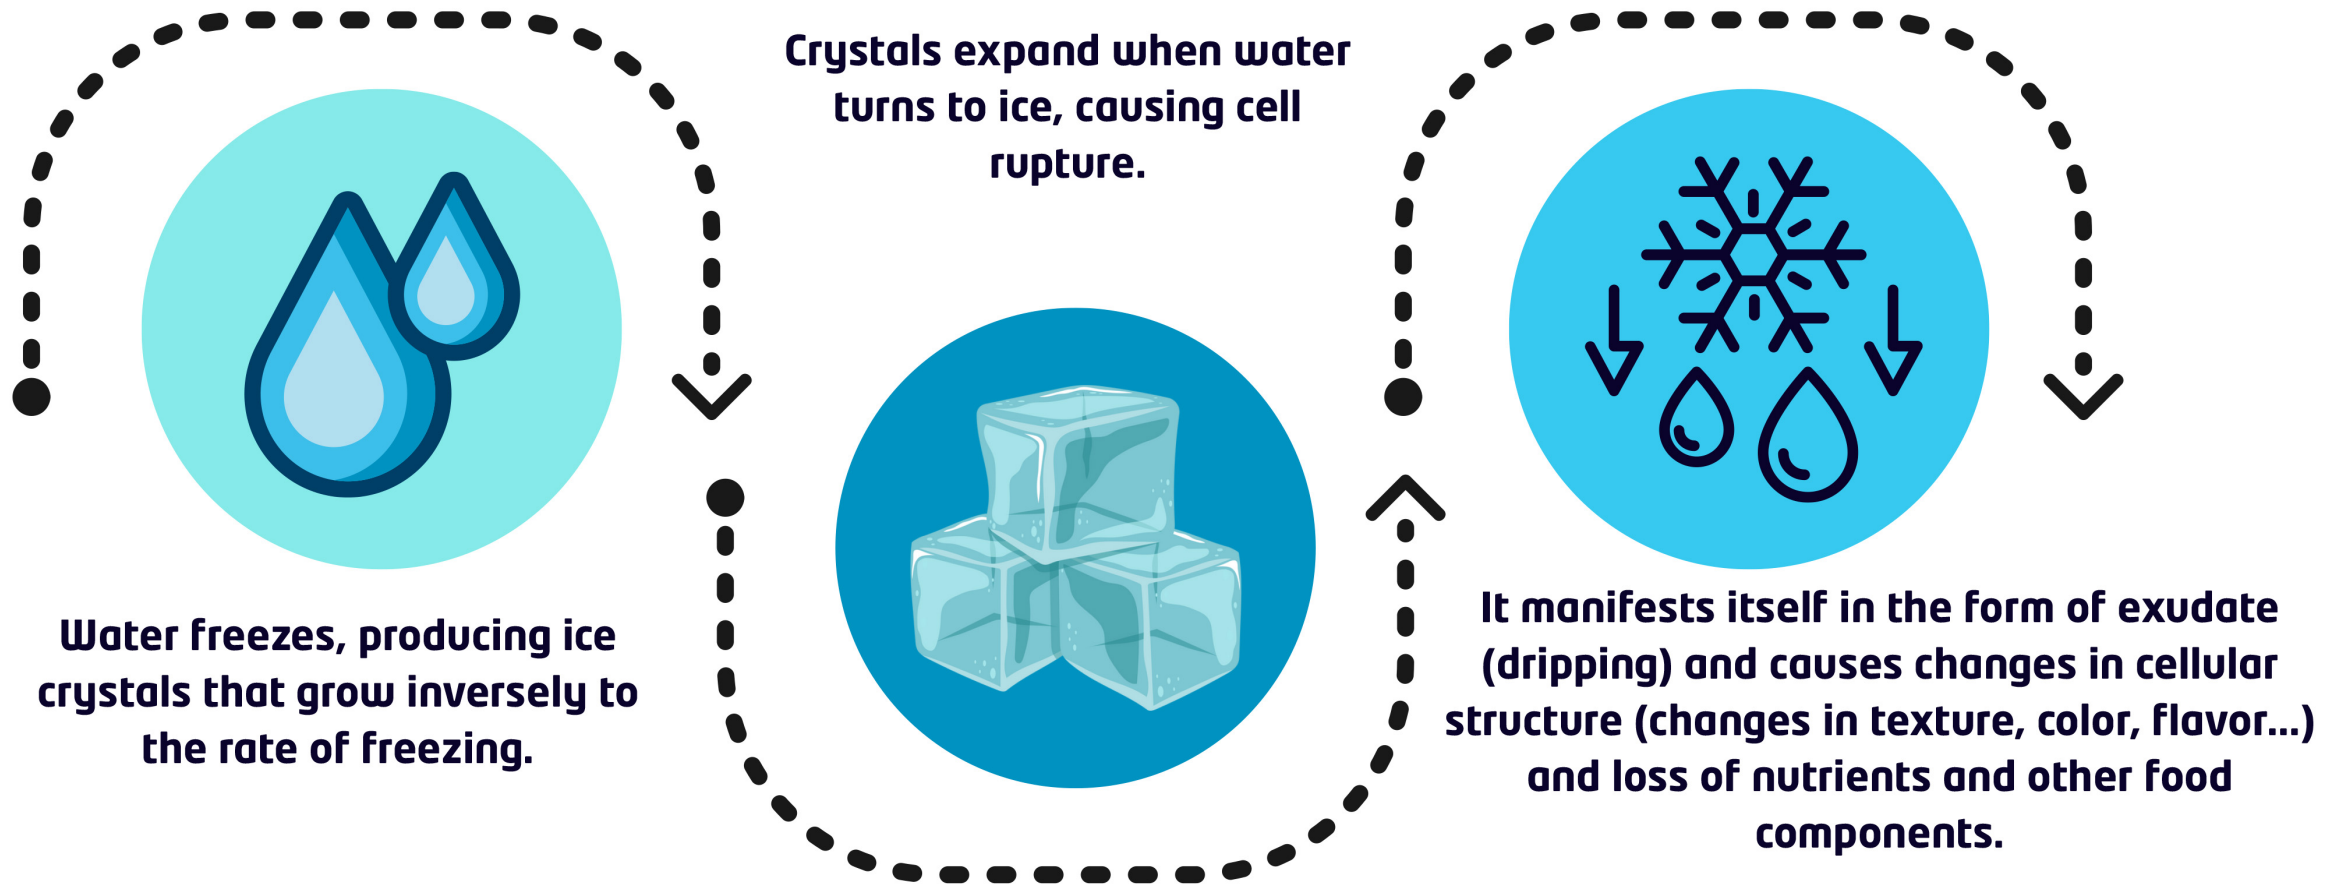 Water freezes, producing ice
crystals that grow inversely to
the rate of freezing.
Crystals expand when water
turns to ice, causing cell
rupture.
It manifests itself in the form of exudate
(dripping) and causes changes in cellular
structure (changes in texture, color, flavor...)
and loss of nutrients and other food
components.